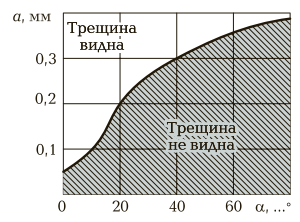 a, мм
Трещина
видна
0,3
0,2
Трещина
не видна
0,1
0 20 40 60 α, ...°